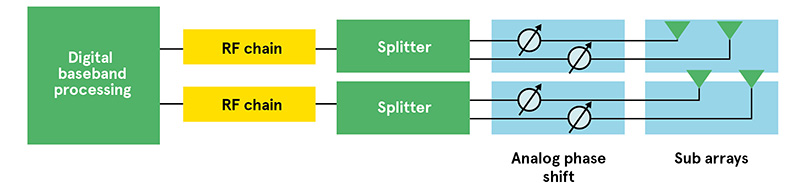 Digital
baseband
processing
RF chain
Splitter
RF chain
Splitter
Analog phase
shift
Sub arrays